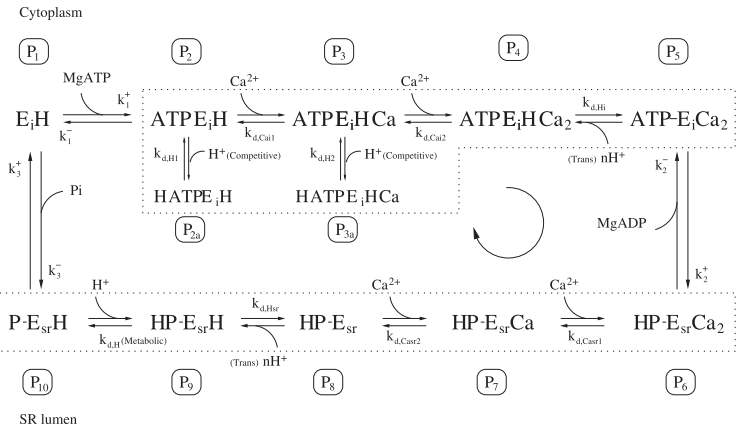 Cytoplasm
P1 P2 P3 P4 P5
MgATP Ca2+ Ca2+
k1+ kd,Hi
EiH ATPEiH ATPEiHCa ATPEiHCa2 ATP-EiCa2
k1- kd,Cai1 kd,Cai2
(Trans) nH+
kd,H1 H+(Competitive) kd,H2 H+(Competitive)
k3+ k2-
Pi
HATPEiH HATPEiHCa
P2a P3a
MgADP
k3- k2+
H+ kd,Hsr Ca2+ Ca2+
P-EsrH HP-EsrH HP-Esr HP-EsrCa HP-EsrCa2
kd,H(Metabolic) kd,Casr2 kd,Casr1
(Trans) nH+
P10 P9 P8 P7 P6
SR lumen